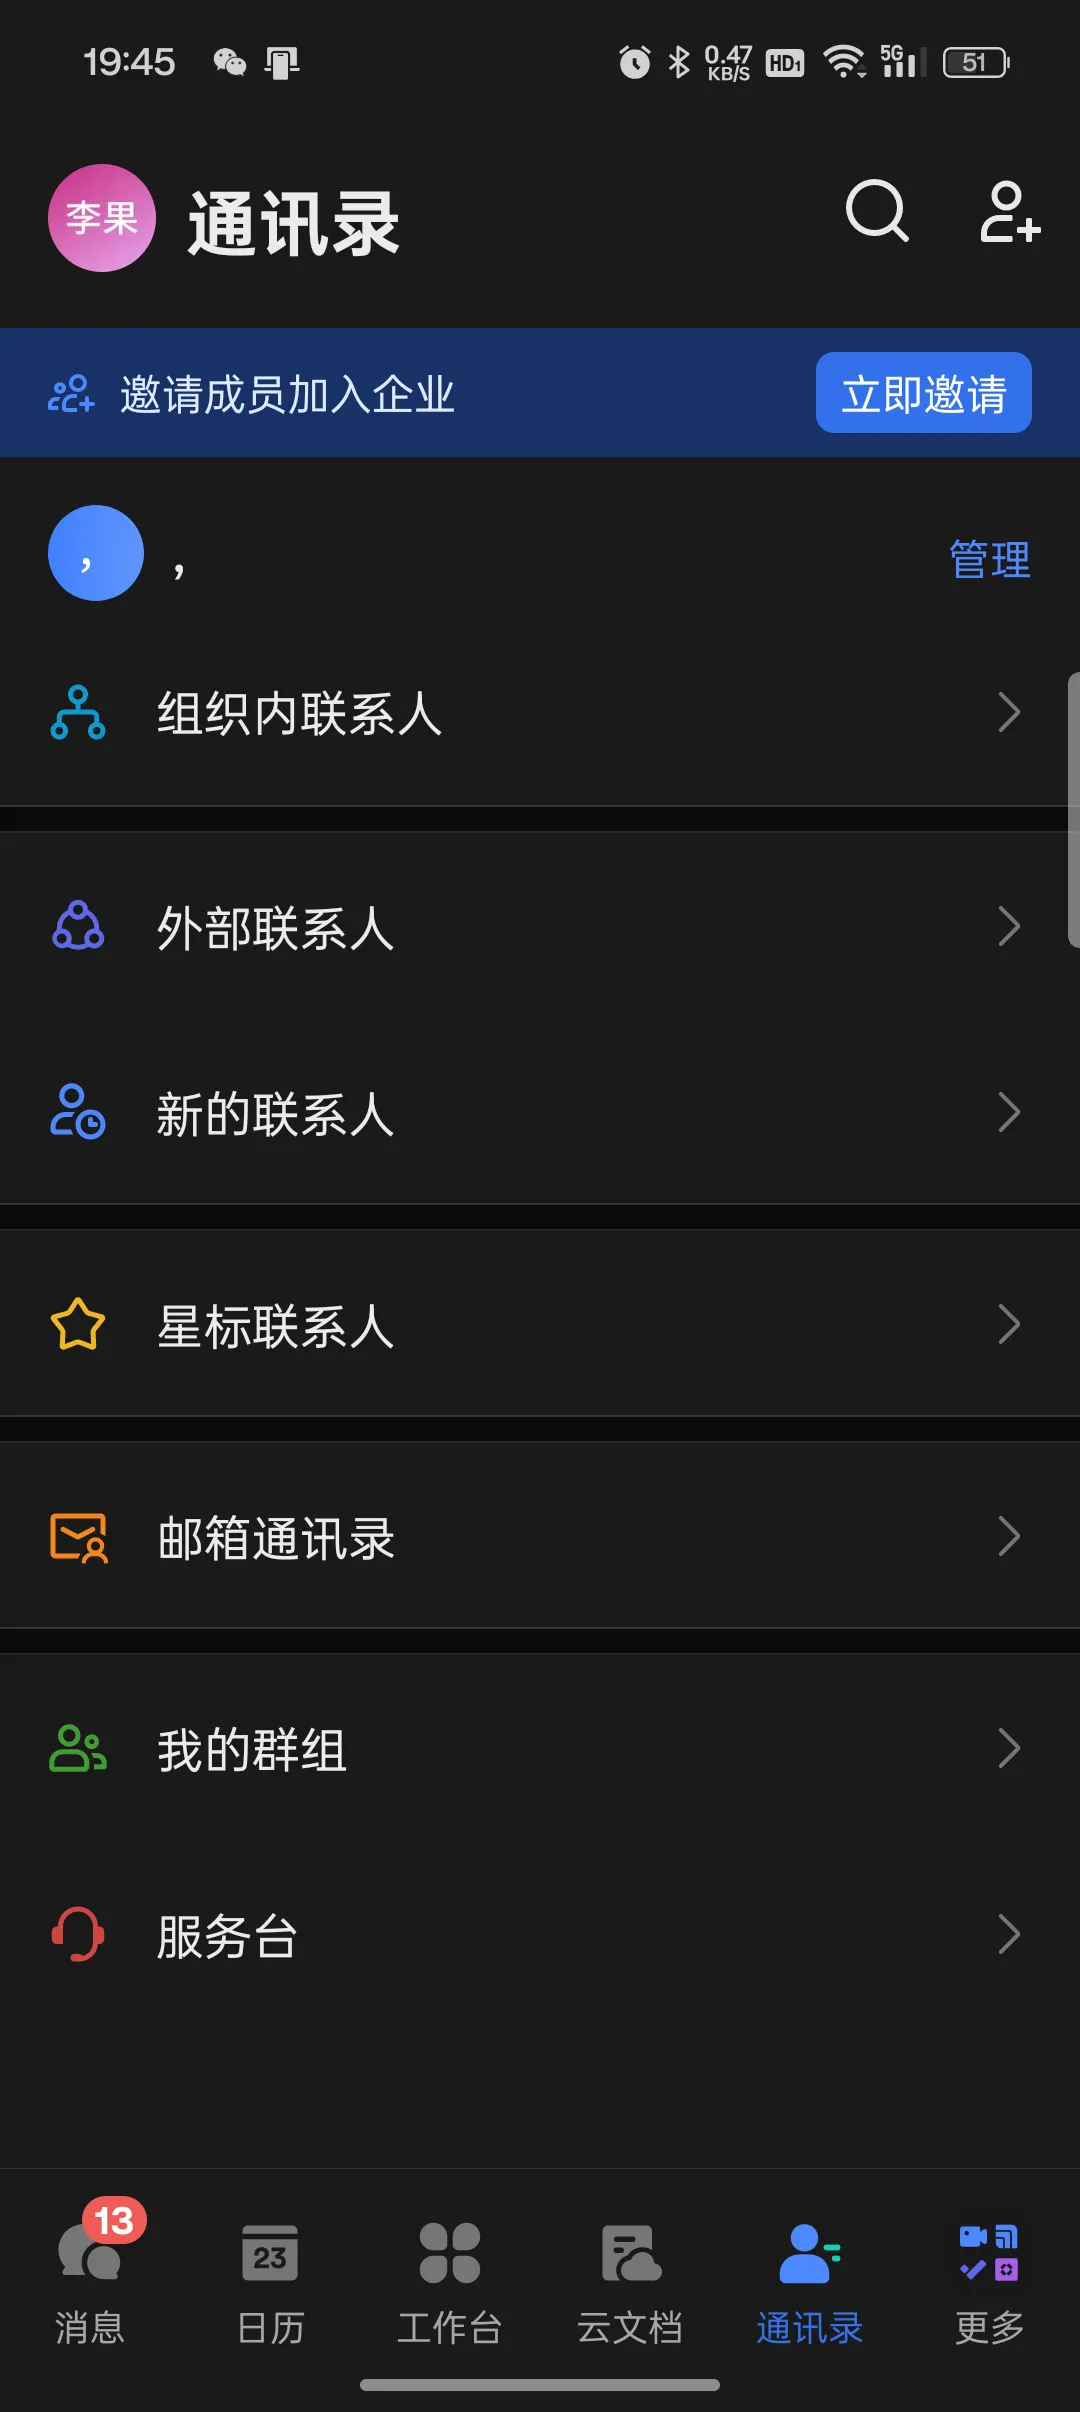 19:45 0.47 KB/S HD1 5G 51
李果 通讯录
邀请成员加入企业 立即邀请
， ， 管理
组织内联系人
外部联系人
新的联系人
星标联系人
邮箱通讯录
我的群组
服务台
13
23
消息 日历 工作台 云文档 通讯录 更多